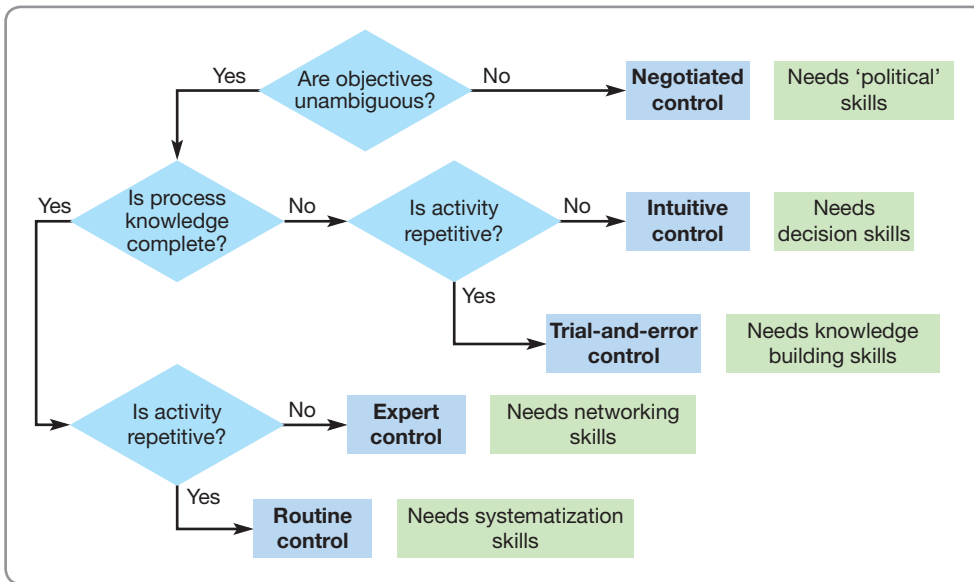 Yes
Are objectives
unambiguous?
No
Negotiated
control
Needs ‘political’
skills
Yes
Is process
knowledge
complete?
No
Is activity
repetitive?
No
Intuitive
control
Needs
decision skills
Yes
Trial-and-error
control
Needs knowledge
building skills
Is activity
repetitive?
No
Expert
control
Needs networking
skills
Yes
Routine
control
Needs systematization
skills